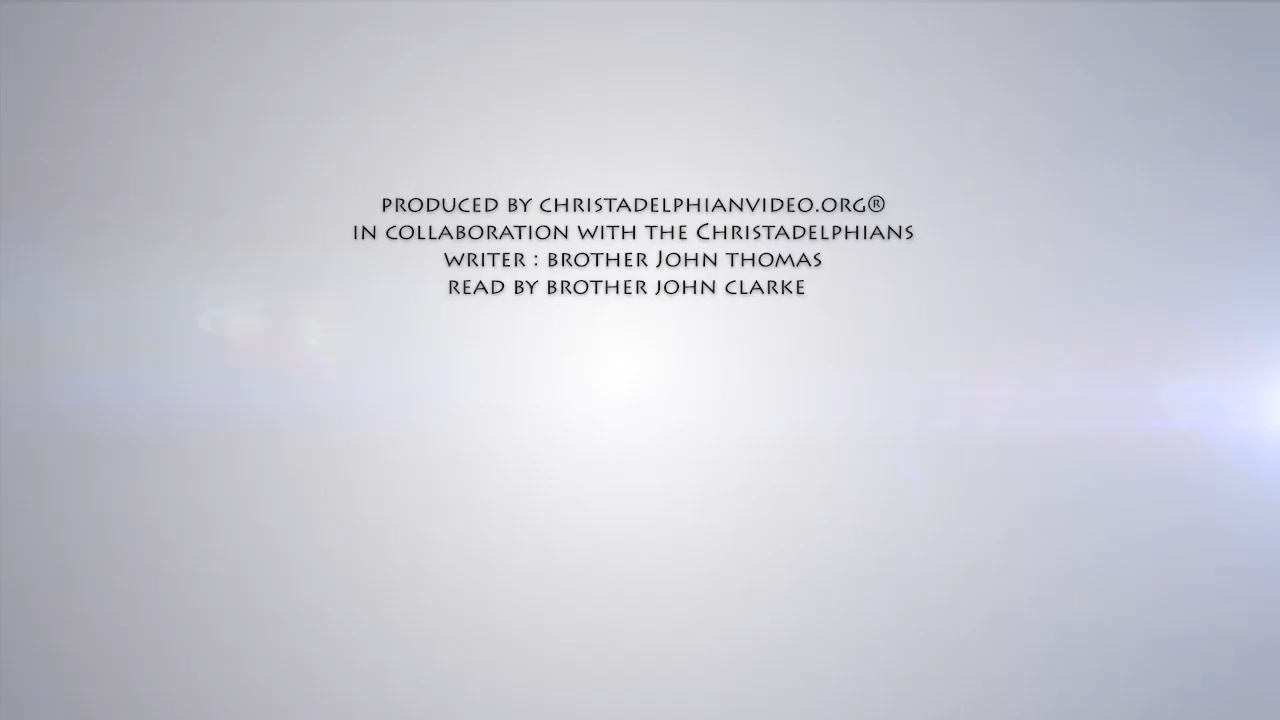 PRODUCED BY CHRISTADELPHIANVIDEO.ORG®
IN COLLABORATION WITH THE CHRISTADELPHIANS
WRITER : BROTHER JOHN THOMAS
READ BY BROTHER JOHN CLARKE